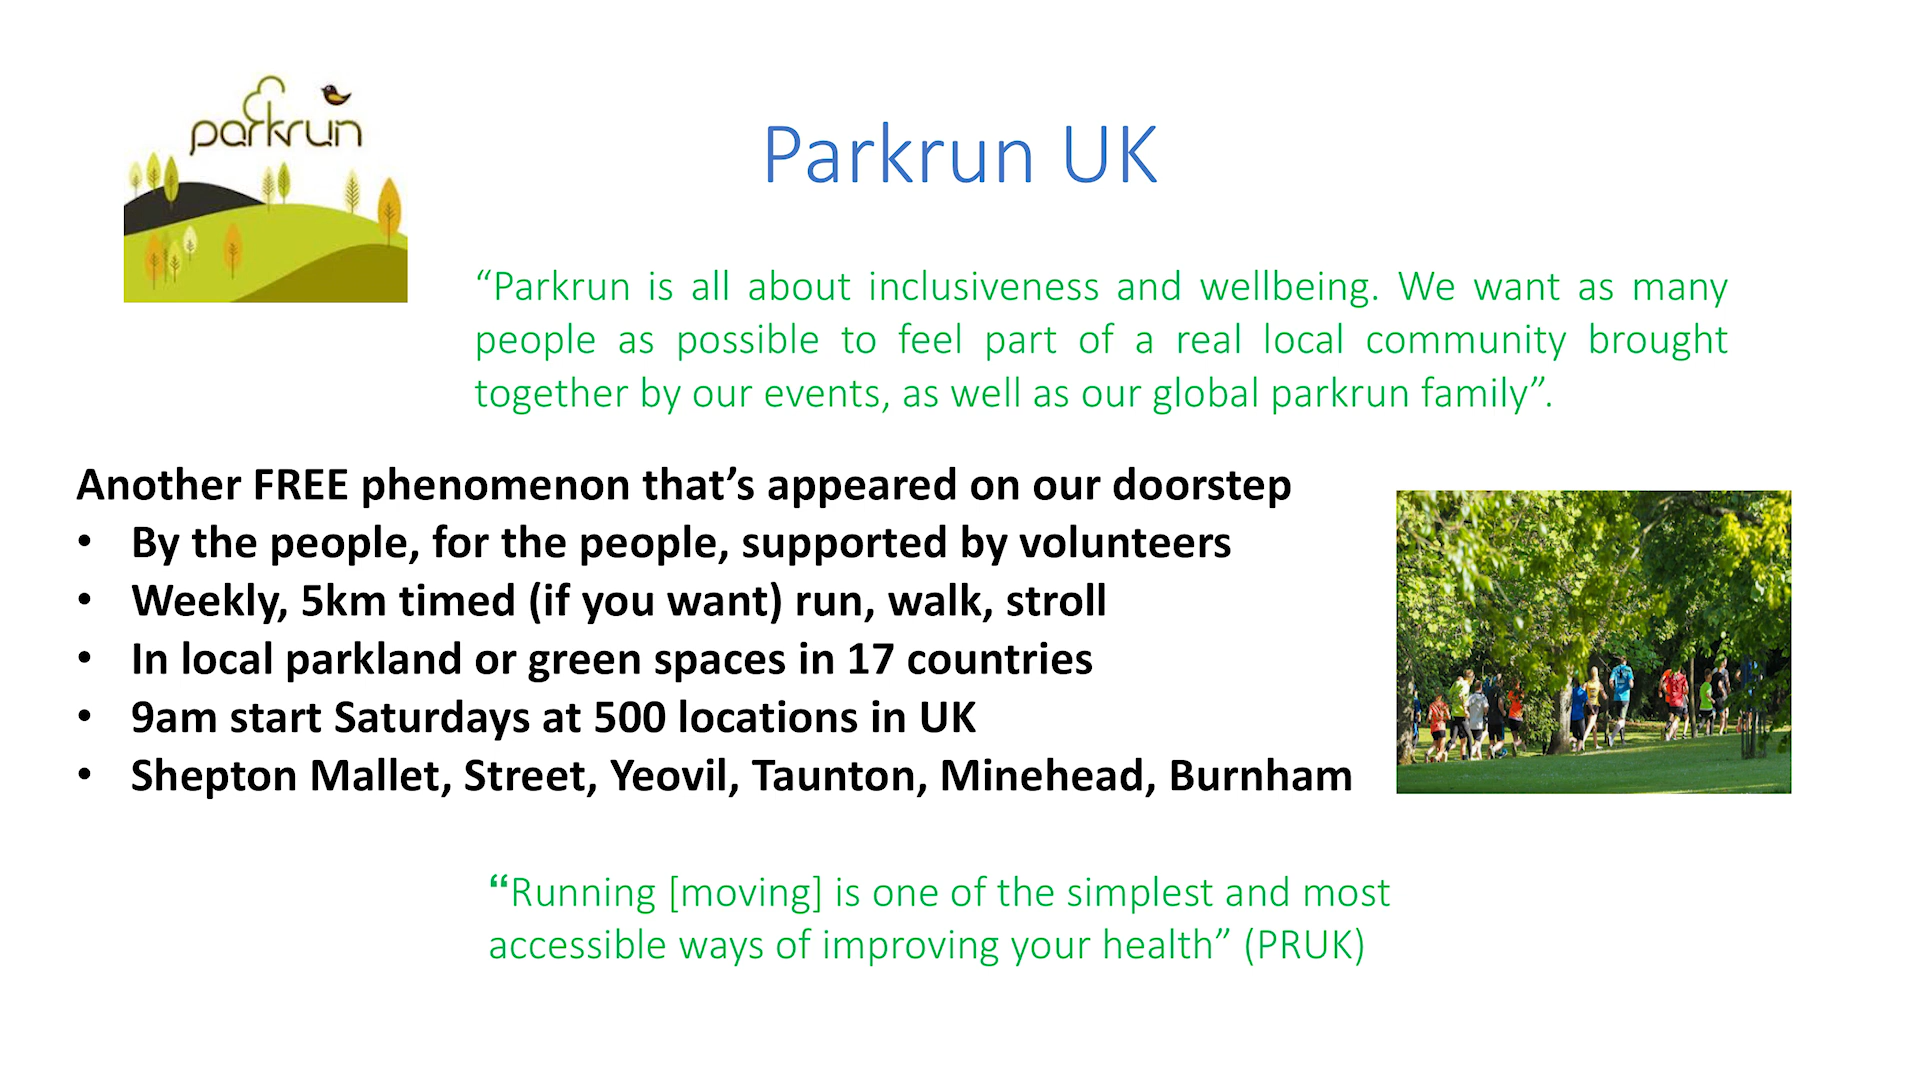 parkrun
Parkrun UK
“Parkrun is all about inclusiveness and wellbeing. We want as many
people as possible to feel part of a real local community brought
together by our events, as well as our global parkrun family”.
Another FREE phenomenon that’s appeared on our doorstep
• By the people, for the people, supported by volunteers
• Weekly, 5km timed (if you want) run, walk, stroll
• In local parkland or green spaces in 17 countries
• 9am start Saturdays at 500 locations in UK
• Shepton Mallet, Street, Yeovil, Taunton, Minehead, Burnham
“Running [moving] is one of the simplest and most
accessible ways of improving your health” (PRUK)